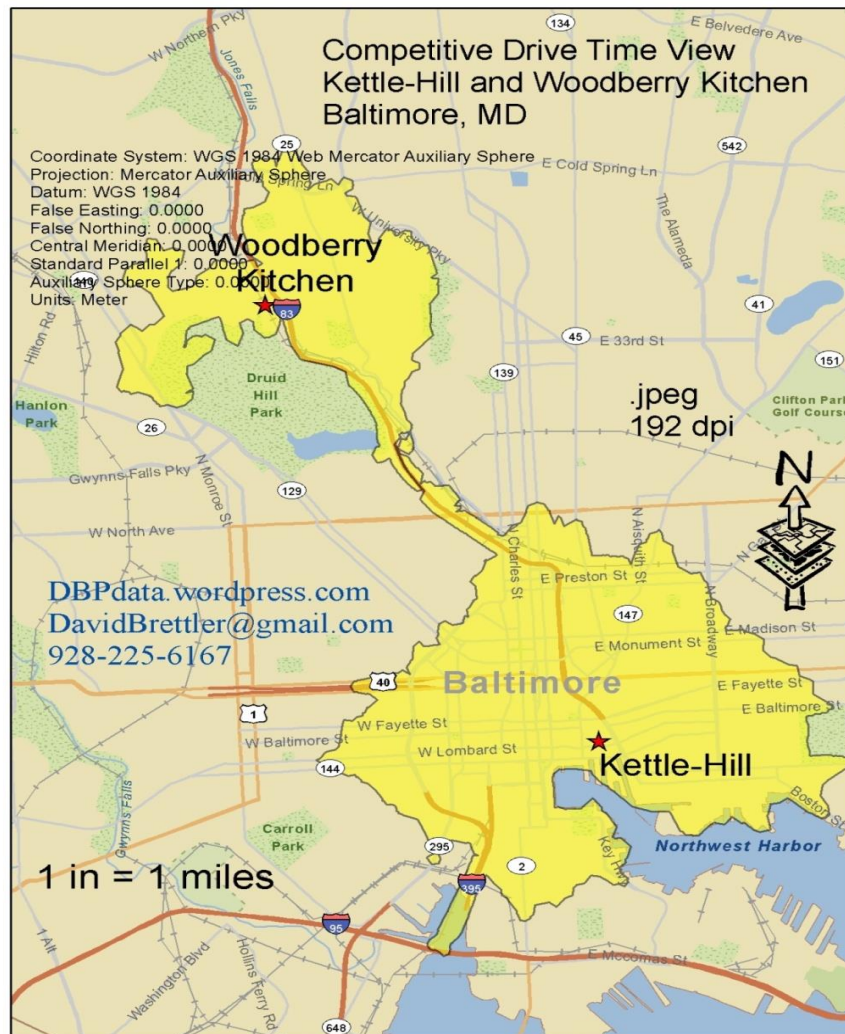 134
E Belvedere Ave
W Northern Pky
Jones Falls
Competitive Drive Time View
Kettle-Hill and Woodberry Kitchen
Baltimore, MD
25
542
Coordinate System: WGS 1984 Web Mercator Auxiliary Sphere
Projection: Mercator Auxiliary Sphere
Datum: WGS 1984
False Easting: 0.0000
False Northing: 0.0000
Central Meridian: 0.0000
Standard Parallel 1: 0.0000
Auxiliary Sphere Type: 0.0000
Units: Meter
Spring Ln
E Cold Spring Ln
W University Pky
The Alameda
Woodberry
Kitchen
83
41
Hilton Rd
45
E 33rd St
139
151
Druid
Hill
Park
Hanlon
Park
26
.jpeg
192 dpi
Clifton Park
Golf Course
N
Gwynns Falls Pky
N Monroe St
129
W North Ave
N Charles St
N Aisquith St
E Preston St
N Broadway
DBPdata.wordpress.com
DavidBrettler@gmail.com
928-225-6167
147
E Madison St
E Monument St
40
Baltimore
E Fayette St
1
E Baltimore St
W Fayette St
W Baltimore St
W Lombard St
144
Kettle-Hill
Boston St
Gwynns Falls
Carroll
Park
295
2
Key Hwy
Northwest Harbor
1 in = 1 miles
395
95
1 Alt
E Mccomas St
Washington Blvd
Hollins Ferry Rd
648